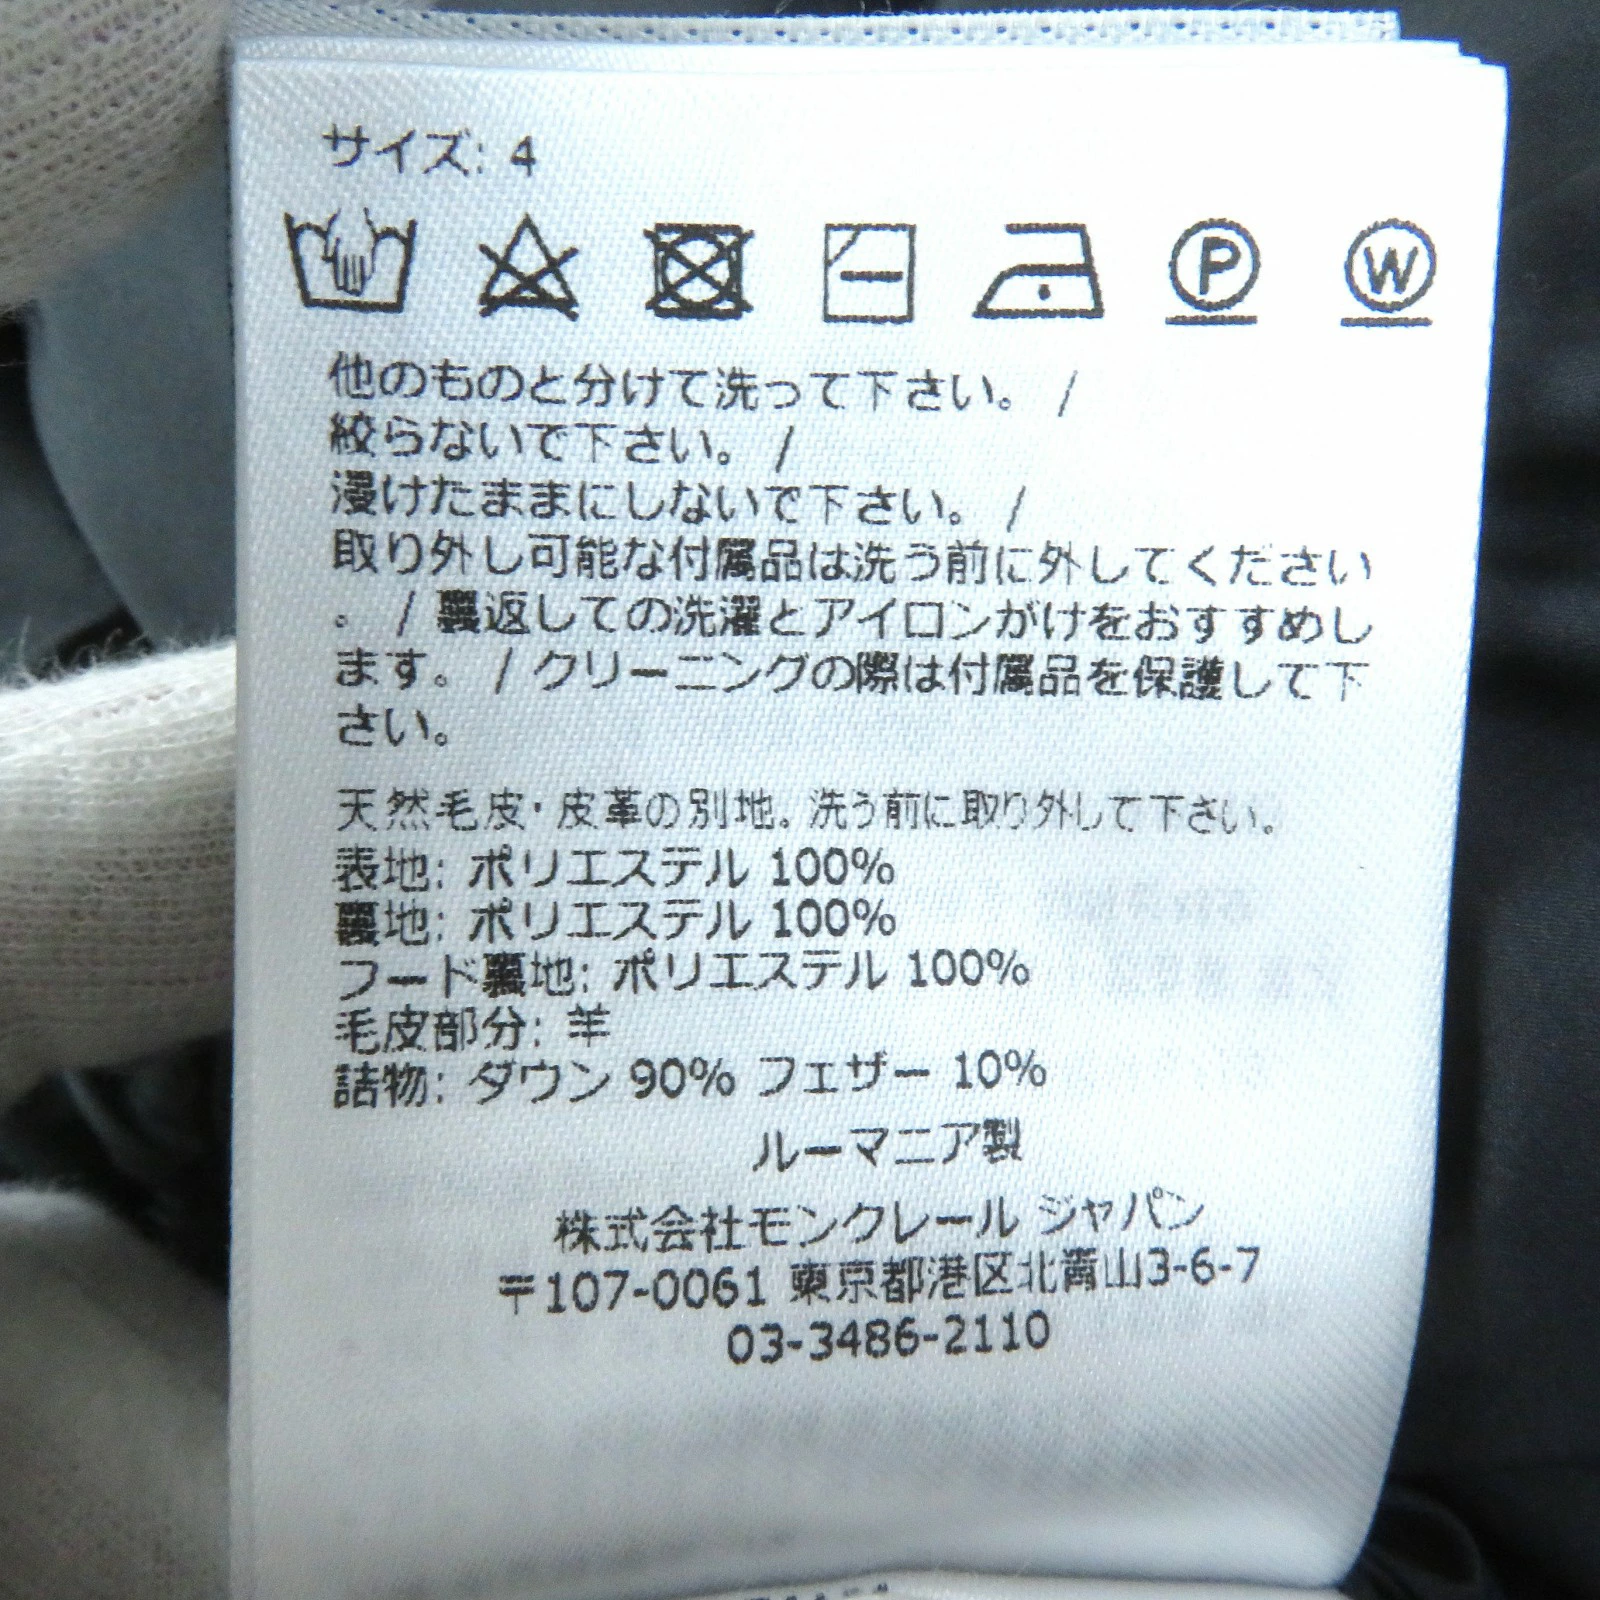 サイズ: 4
P W
他のものと分けて洗って下さい。 /
絞らないで下さい。 /
浸けたままにしないで下さい。 /
取り外し可能な付属品は洗う前に外してください
。 / 裏返しての洗濯とアイロンがけをおすすめし
ます。 / クリーニングの際は付属品を保護して下
さい。
天然毛皮・皮革の別地。洗う前に取り外して下さい。
表地: ポリエステル 100%
裏地: ポリエステル 100%
フード裏地: ポリエステル 100%
毛皮部分: 羊
詰物: ダウン 90% フェザー 10%
ルーマニア製
株式会社モンクレール ジャパン
〒107-0061 東京都港区北青山3-6-7
03-3486-2110